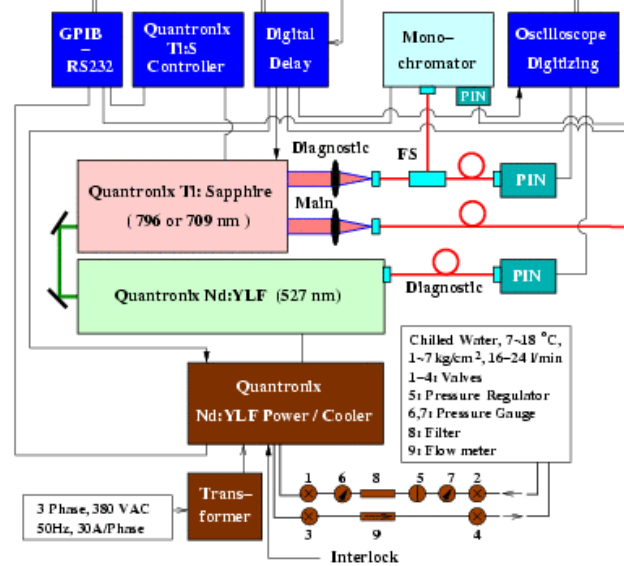 GPIB
–
RS232
Quantronix
Ti:S
Controller
Digital
Delay
Mono–
chromator
Oscilloscope
Digitizing
PIN
Diagnostic
FS
Quantronix Ti: Sapphire
( 796 or 709 nm )
PIN
Main
Quantronix Nd:YLF (527 nm)
Diagnostic
PIN
Chilled Water, 7~18 °C,
1~7 kg/cm², 16–24 l/min
1–4: Valves
5: Pressure Regulator
6,7: Pressure Gauge
8: Filter
9: Flow meter
Quantronix
Nd:YLF Power / Cooler
1 6 8 5 7 2
3 Phase, 380 VAC
50Hz, 30A/Phase
Trans–
former
3 9 4
Interlock